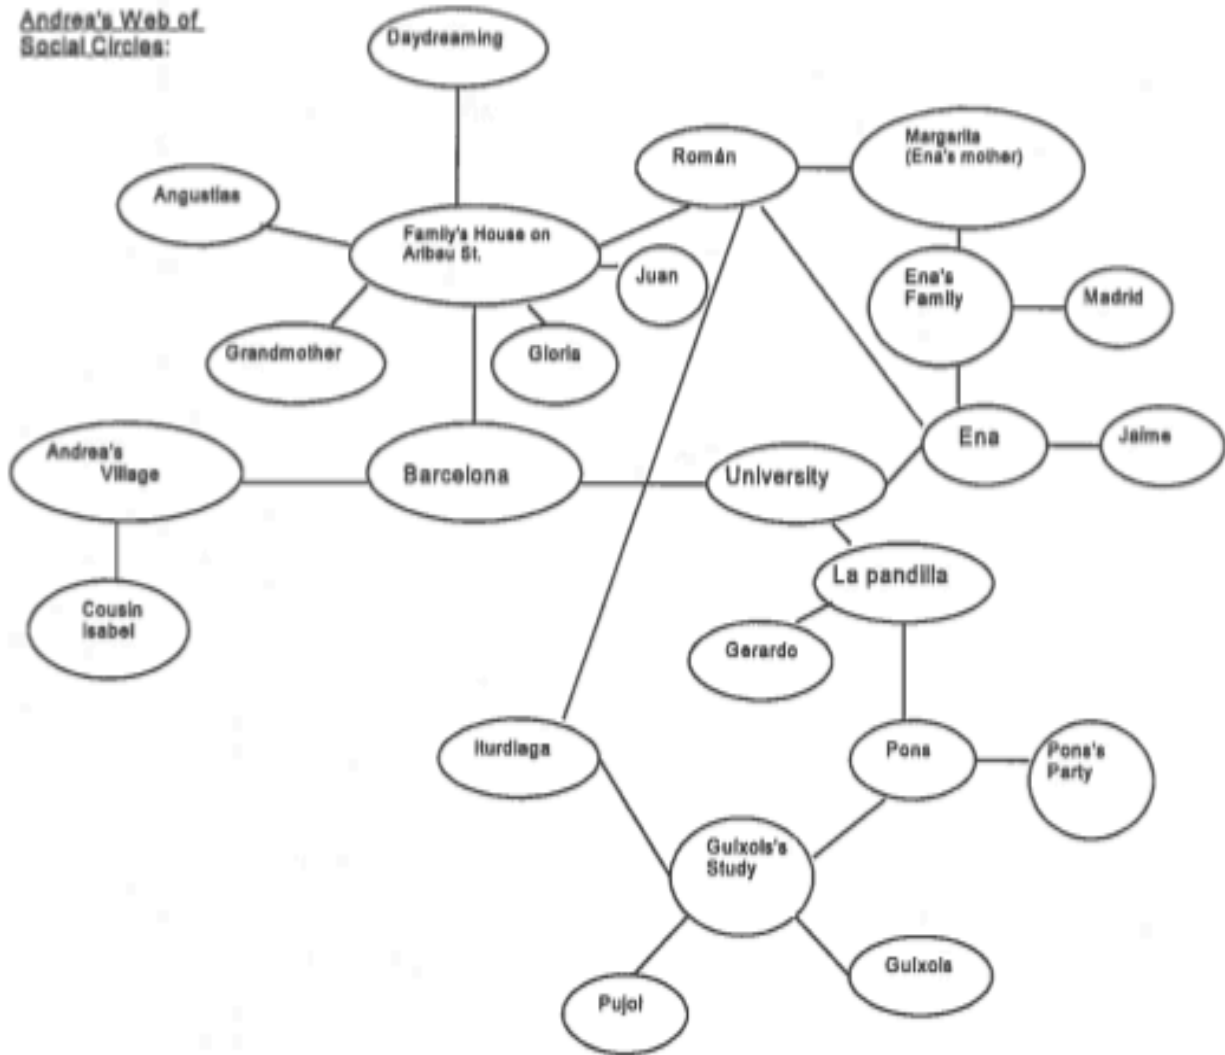 Andrea's Web of
Social Circles:
Daydreaming
Román
Margarita
(Ena's mother)
Angustias
Family's House on
Aribau St.
Juan
Ena's
Family
Madrid
Grandmother
Gloria
Andrea's
Village
Barcelona
University
Ena
Jaime
La pandilla
Cousin
Isabel
Gerardo
Iturdiaga
Pons
Pons's
Party
Guíxols's
Study
Guíxols
Pujol